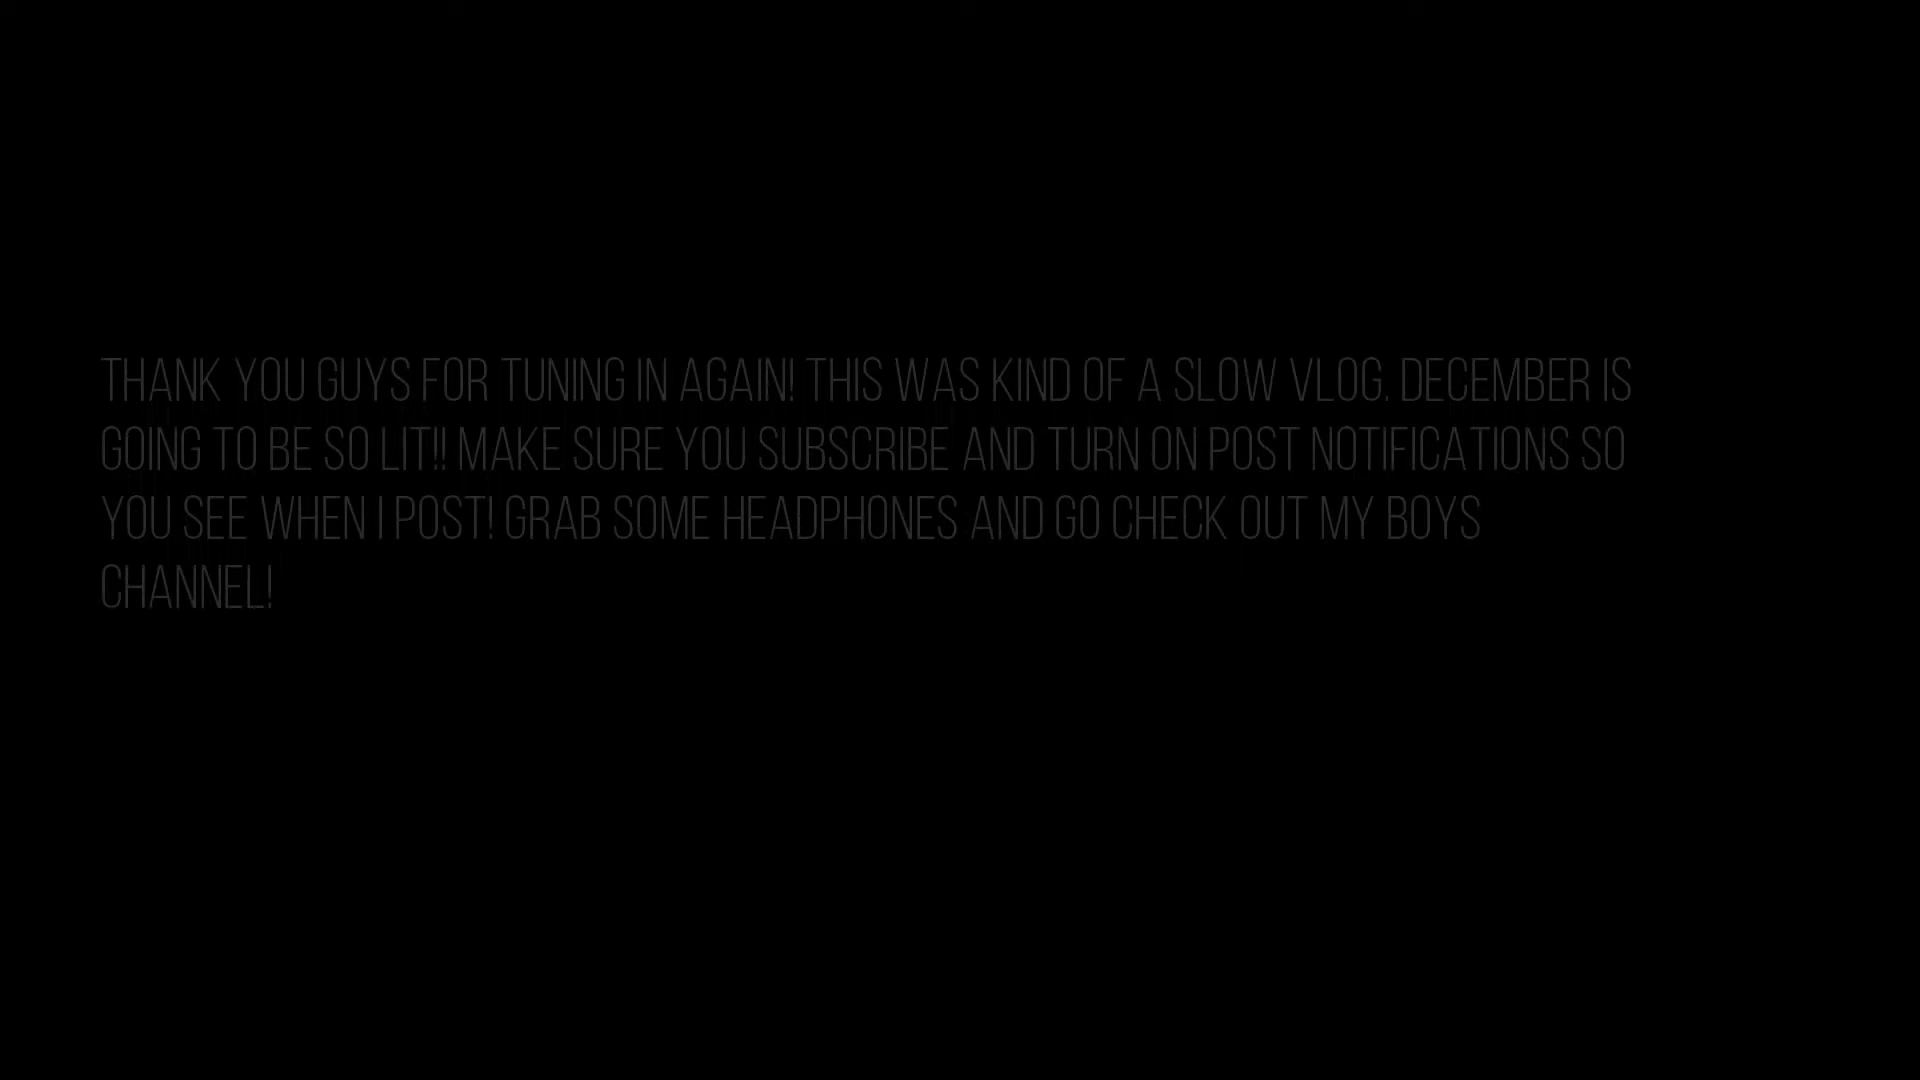 THANK YOU GUYS FOR TUNING IN AGAIN! THIS WAS KIND OF A SLOW VLOG. DECEMBER IS
GOING TO BE SO LIT!! MAKE SURE YOU SUBSCRIBE AND TURN ON POST NOTIFICATIONS SO
YOU SEE WHEN I POST! GRAB SOME HEADPHONES AND GO CHECK OUT MY BOYS
CHANNEL!